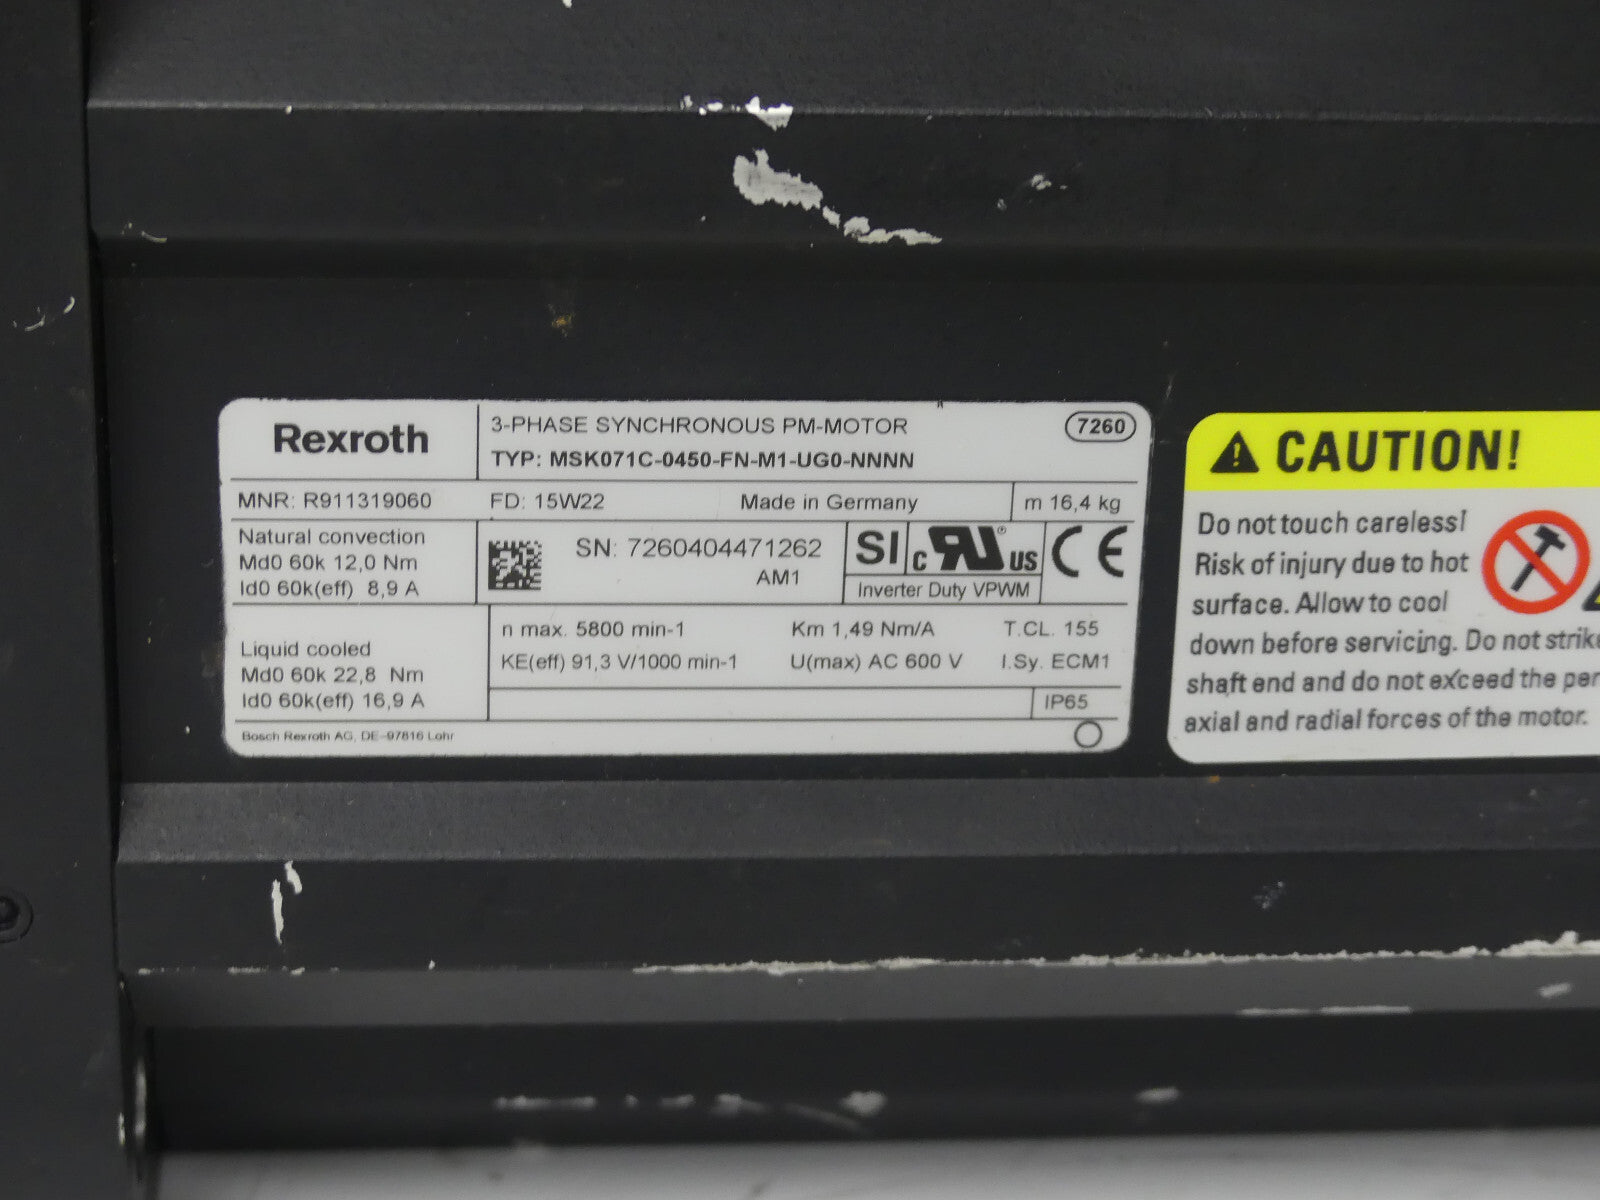 Rexroth
3-PHASE SYNCHRONOUS PM-MOTOR
7260
TYP: MSK071C-0450-FN-M1-UG0-NNNN
MNR: R911319060
FD: 15W22
Made in Germany
m 16,4 kg
Natural convection
Md0 60k 12,0 Nm
Id0 60k(eff) 8,9 A
SN: 7260404471262
AM1
SI
c RU US
®
CE
Inverter Duty VPWM
Liquid cooled
Md0 60k 22,8 Nm
Id0 60k(eff) 16,9 A
n max. 5800 min-1
Km 1,49 Nm/A
T.CL. 155
KE(eff) 91,3 V/1000 min-1
U(max) AC 600 V
I.Sy. ECM1
IP65
Bosch Rexroth AG, DE-97816 Lohr
CAUTION!
Do not touch careless!
Risk of injury due to hot
surface. Allow to cool
down before servicing. Do not strike
shaft end and do not exceed the per
axial and radial forces of the motor.